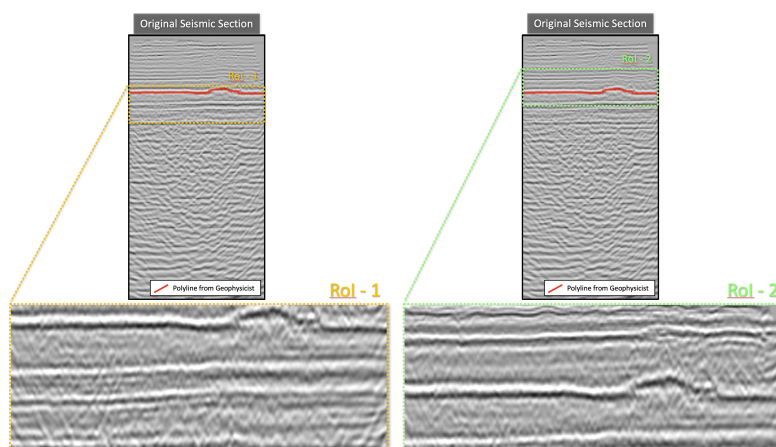 Original Seismic Section
Original Seismic Section
RoI - 1
RoI - 2
Polyline from Geophysicist
Polyline from Geophysicist
RoI - 1
RoI - 2